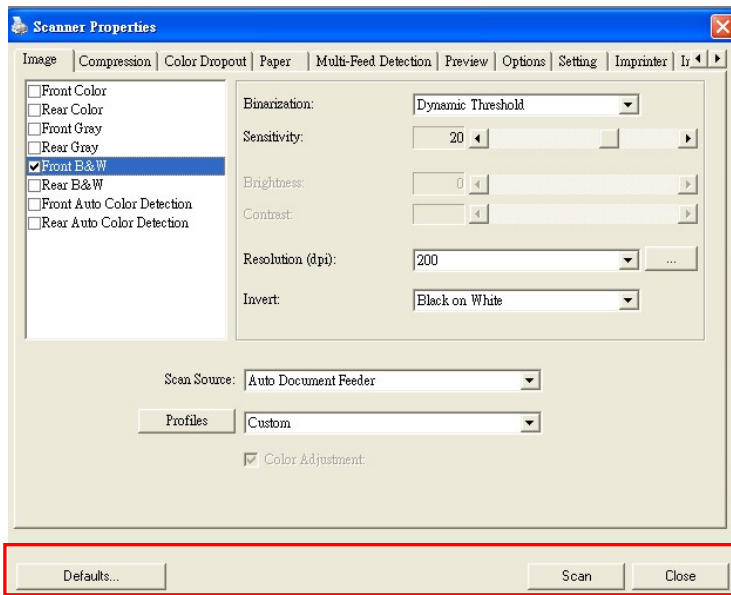 Scanner Properties
Image Compression Color Dropout Paper Multi-Feed Detection Preview Options Setting Imprinter
Front Color
Rear Color
Front Gray
Rear Gray
Front B&W
Rear B&W
Front Auto Color Detection
Rear Auto Color Detection
Binarization: Dynamic Threshold
Sensitivity: 20
Brightness: 0
Contrast:
Resolution (dpi): 200 ...
Invert: Black on White
Scan Source: Auto Document Feeder
Profiles Custom
Color Adjustment:
Defaults... Scan Close